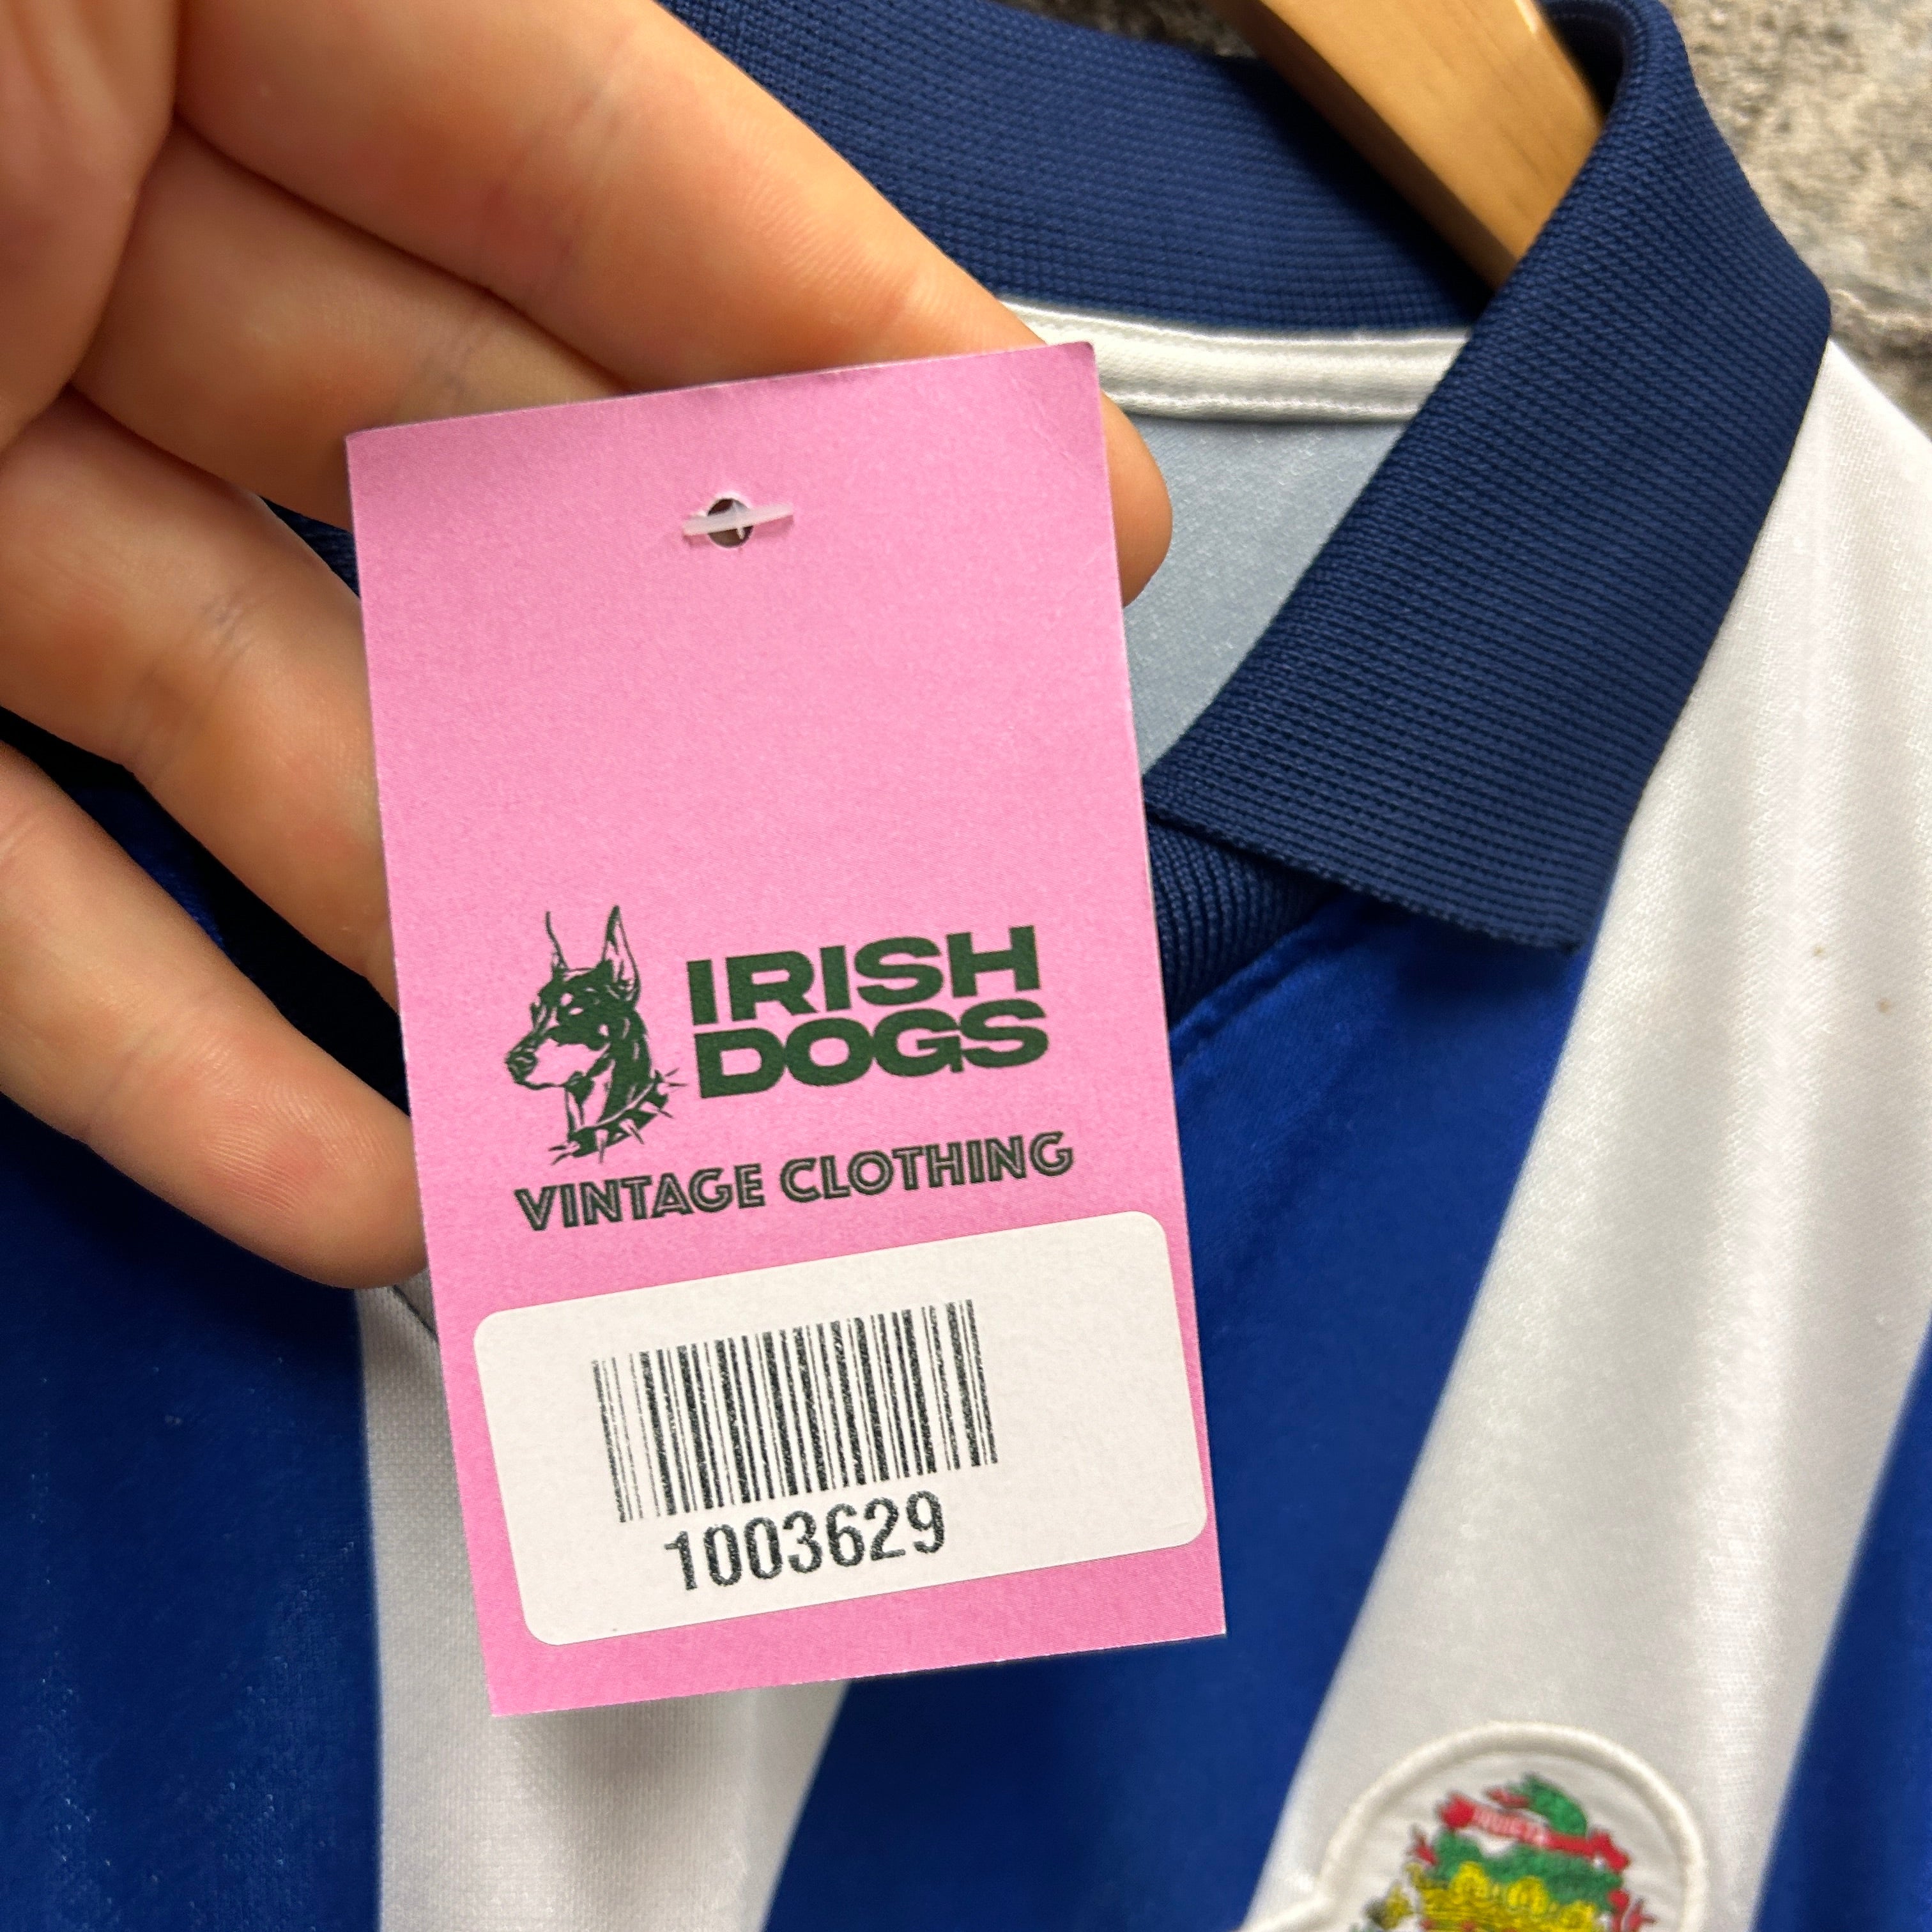 IRISH
DOGS
VINTAGE CLOTHING
1003629